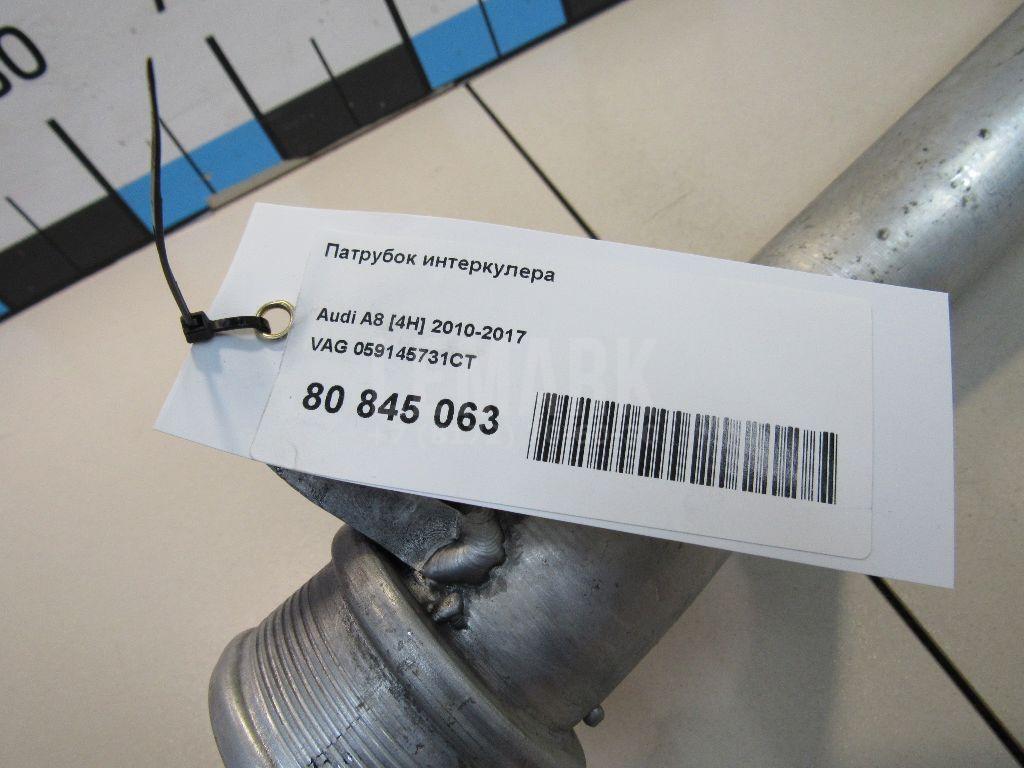 Патрубок интеркулера
Audi A8 [4H] 2010-2017
VAG 059145731CT
80 845 063